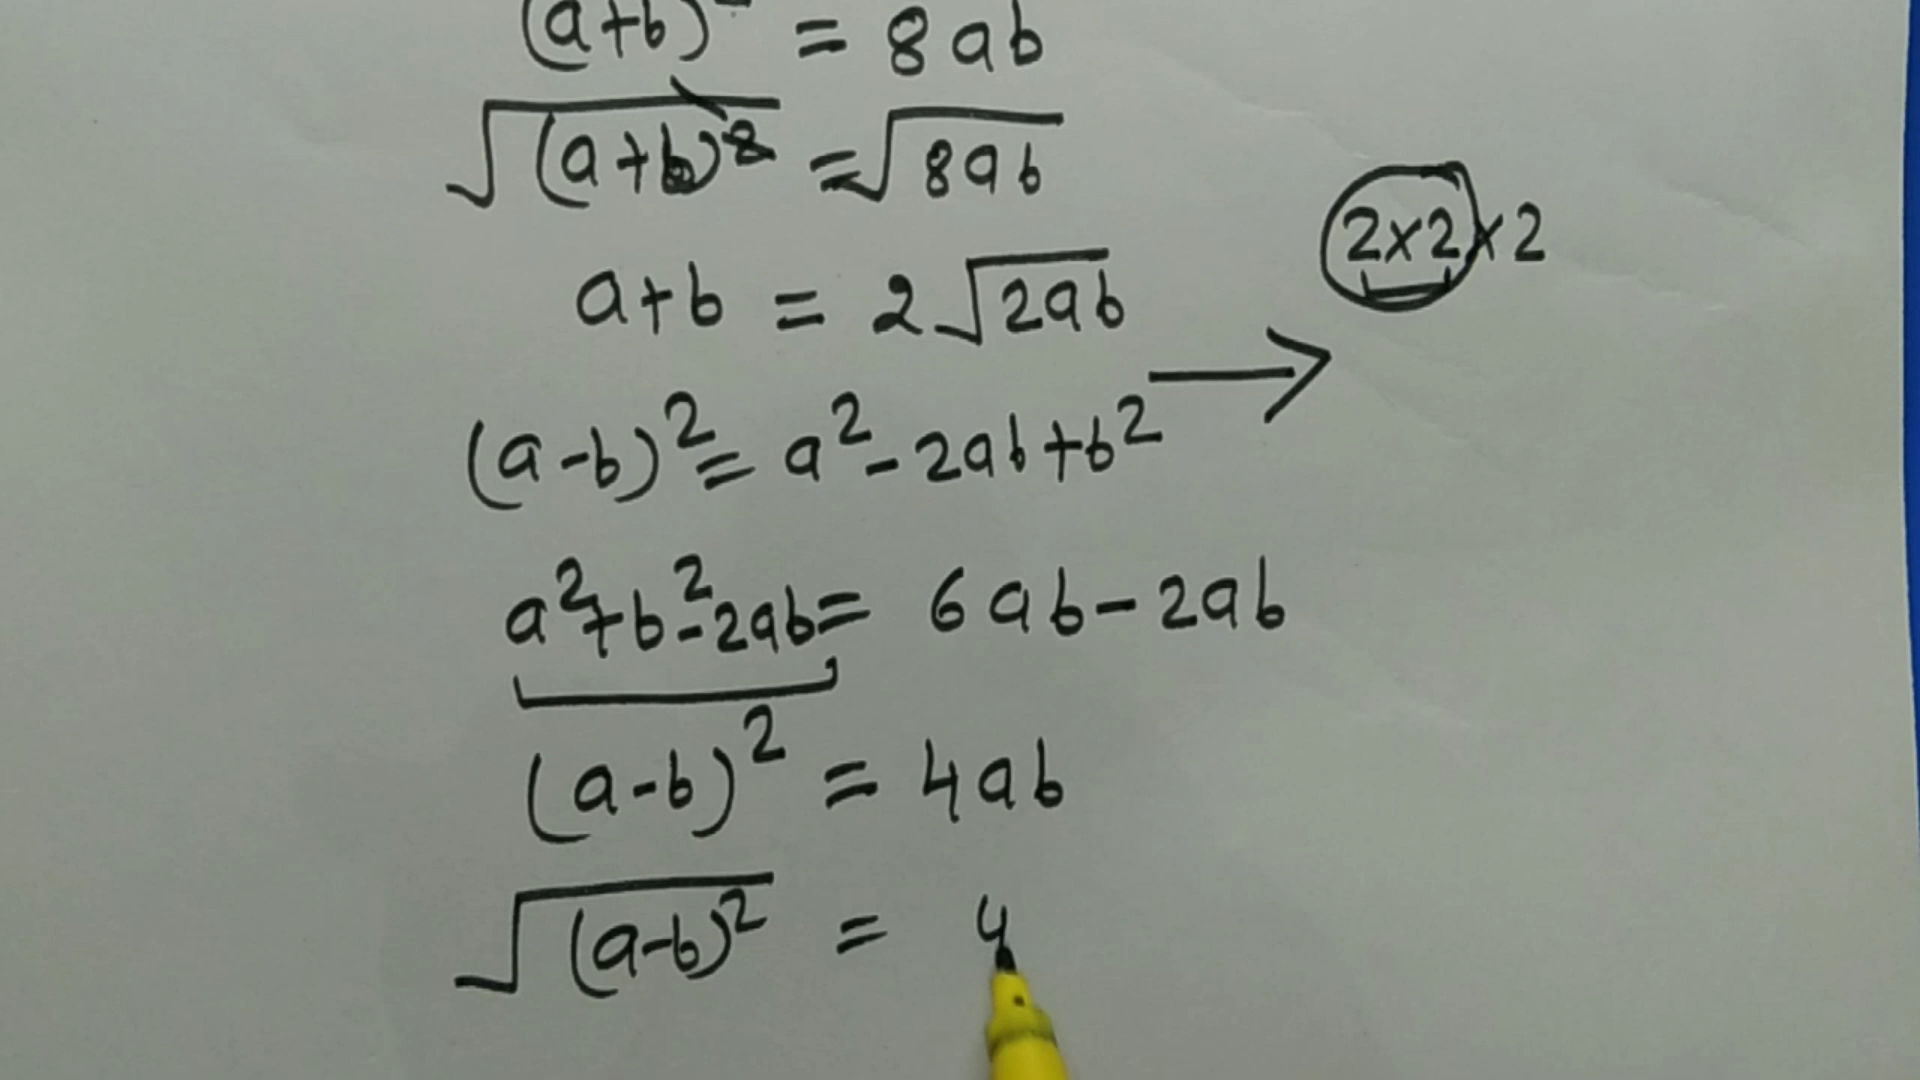 (a+b)² = 8ab
√(a+b)² = √8ab
2×2×2
a+b = 2√2ab
(a-b)² = a² - 2ab + b² →
a² + b² - 2ab = 6ab - 2ab
(a-b)² = 4ab
√(a-b)² = 4